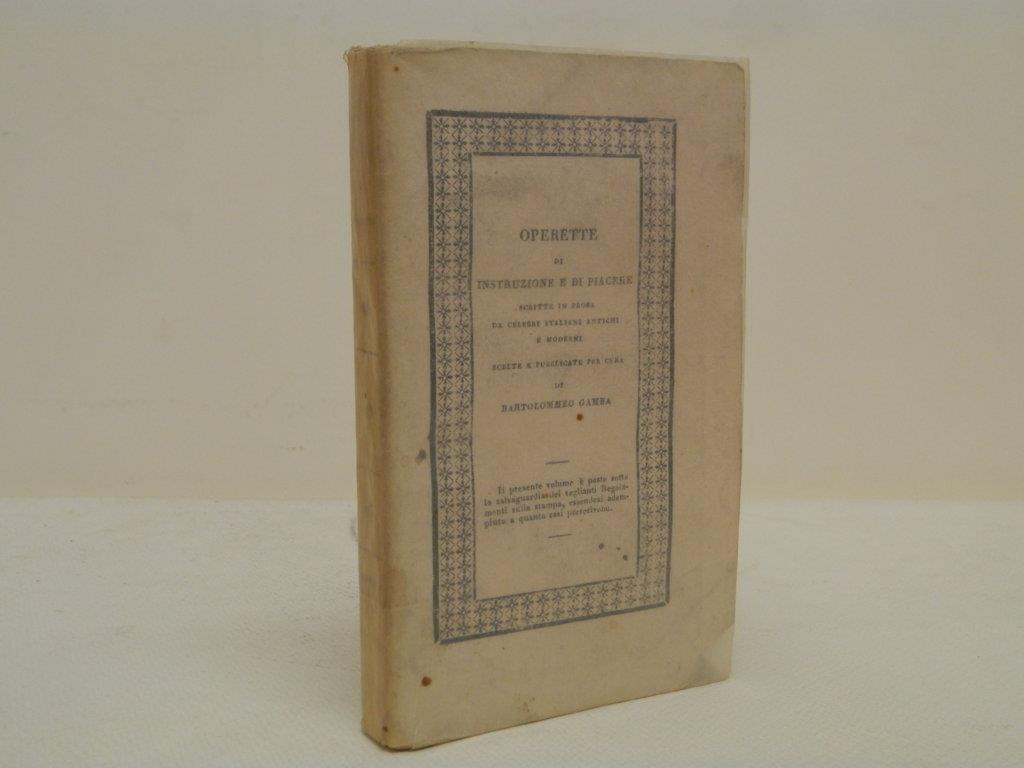 OPERETTE
DI
INSTRUZIONE E DI PIACERE
SCRITTE IN PROSA
DA CELEBRI ITALIANI ANTICHI
E MODERNI
SCELTE E PUBBLICATE PER CURA
DI
BARTOLOMMEO GAMBA
Il presente volume è posto sotto
la salvaguardia dei veglianti Regola-
menti sulla stampa, essendosi adem-
piuto a quanto essi prescrivono.